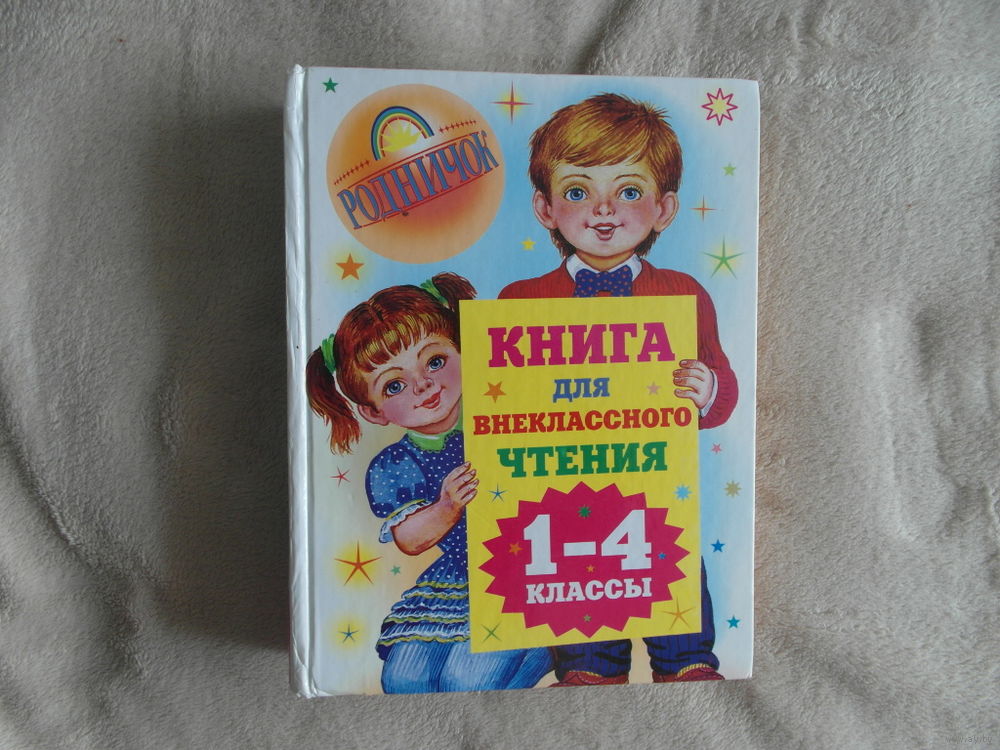 РОДНИЧОК
КНИГА
ДЛЯ
ВНЕКЛАССНОГО
ЧТЕНИЯ
1–4
КЛАССЫ